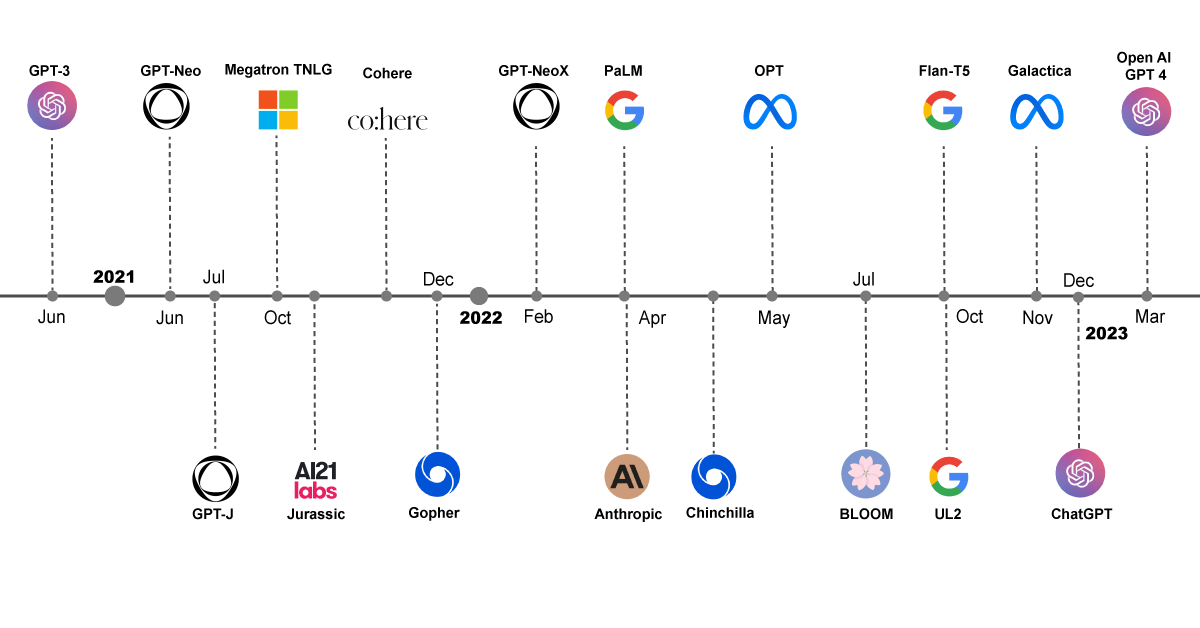 Open AI
GPT-3
GPT-Neo
Megatron TNLG
Cohere
GPT-NeoX
PaLM
OPT
Flan-T5
Galactica
GPT 4
co:here
2021
Jul
Dec
Jul
Dec
Jun
Jun
Oct
2022
Feb
Apr
May
Oct
Nov
Mar
2023
AI
AI21
labs
GPT-J
Jurassic
Gopher
Anthropic
Chinchilla
BLOOM
UL2
ChatGPT